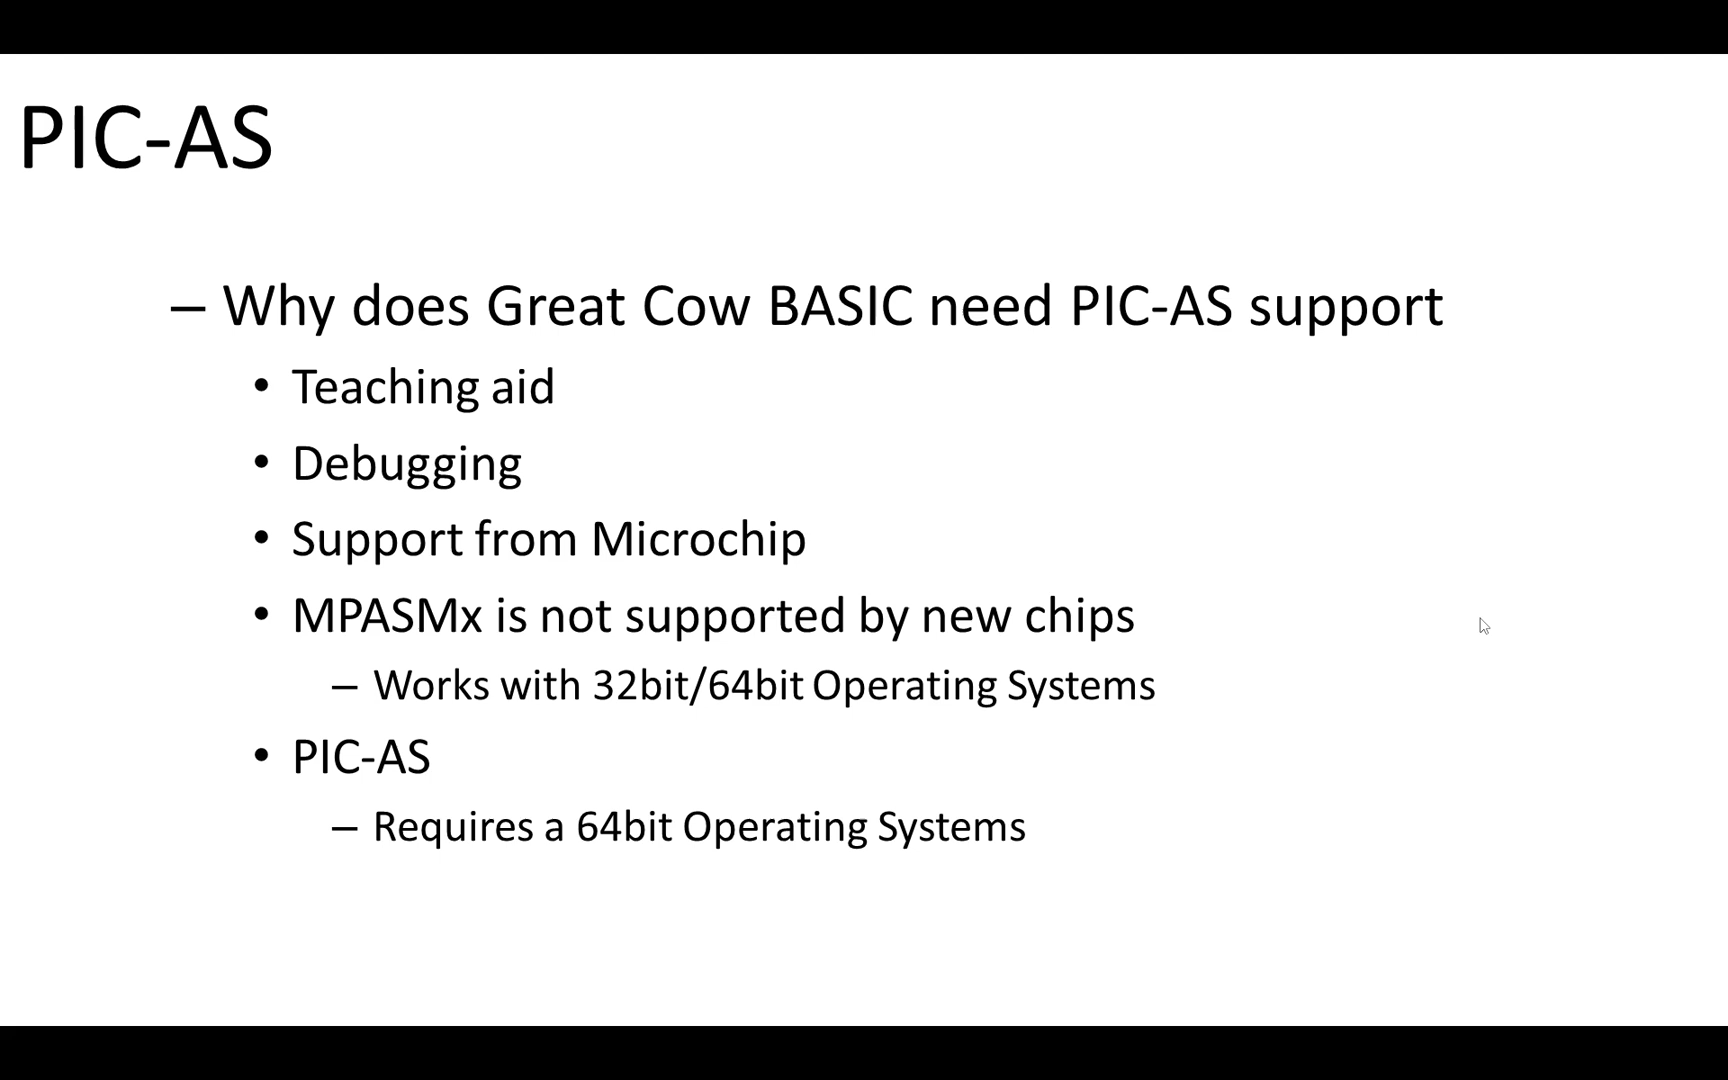 PIC-AS
– Why does Great Cow BASIC need PIC-AS support
• Teaching aid
• Debugging
• Support from Microchip
• MPASMx is not supported by new chips
– Works with 32bit/64bit Operating Systems
• PIC-AS
– Requires a 64bit Operating Systems